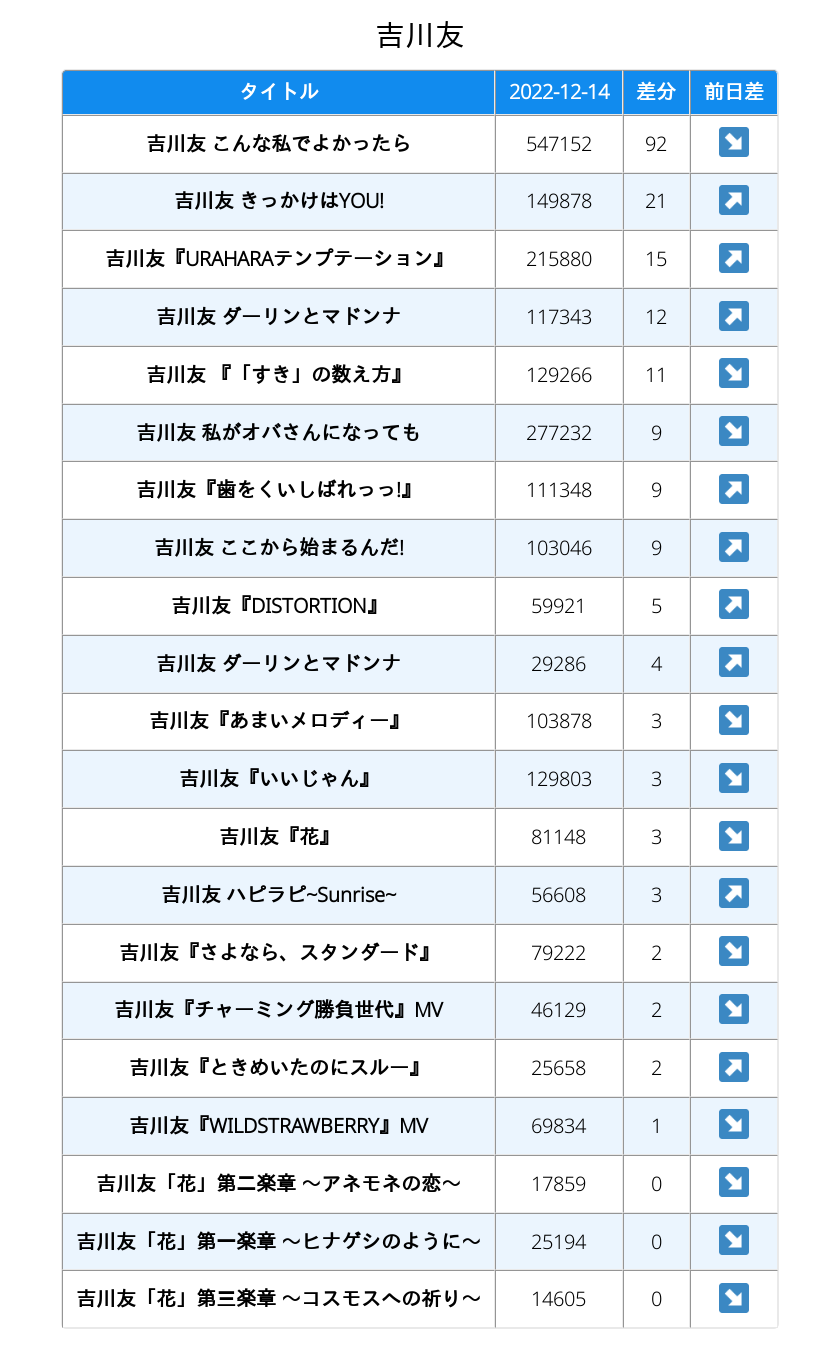 吉川友
タイトル 2022-12-14 差分 前日差
吉川友 こんな私でよかったら 547152 92 ↘
吉川友 きっかけはYOU! 149878 21 ↗
吉川友『URAHARAテンプテーション』 215880 15 ↗
吉川友 ダーリンとマドンナ 117343 12 ↗
吉川友 『「すき」の数え方』 129266 11 ↘
吉川友 私がオバさんになっても 277232 9 ↘
吉川友『歯をくいしばれっっ!』 111348 9 ↗
吉川友 ここから始まるんだ! 103046 9 ↗
吉川友『DISTORTION』 59921 5 ↗
吉川友 ダーリンとマドンナ 29286 4 ↗
吉川友『あまいメロディー』 103878 3 ↘
吉川友『いいじゃん』 129803 3 ↘
吉川友『花』 81148 3 ↘
吉川友 ハピラピ~Sunrise~ 56608 3 ↗
吉川友『さよなら、スタンダード』 79222 2 ↘
吉川友『チャーミング勝負世代』MV 46129 2 ↘
吉川友『ときめいたのにスルー』 25658 2 ↗
吉川友『WILDSTRAWBERRY』MV 69834 1 ↘
吉川友「花」第二楽章 〜アネモネの恋〜 17859 0 ↘
吉川友「花」第一楽章 〜ヒナゲシのように〜 25194 0 ↘
吉川友「花」第三楽章 〜コスモスへの祈り〜 14605 0 ↘